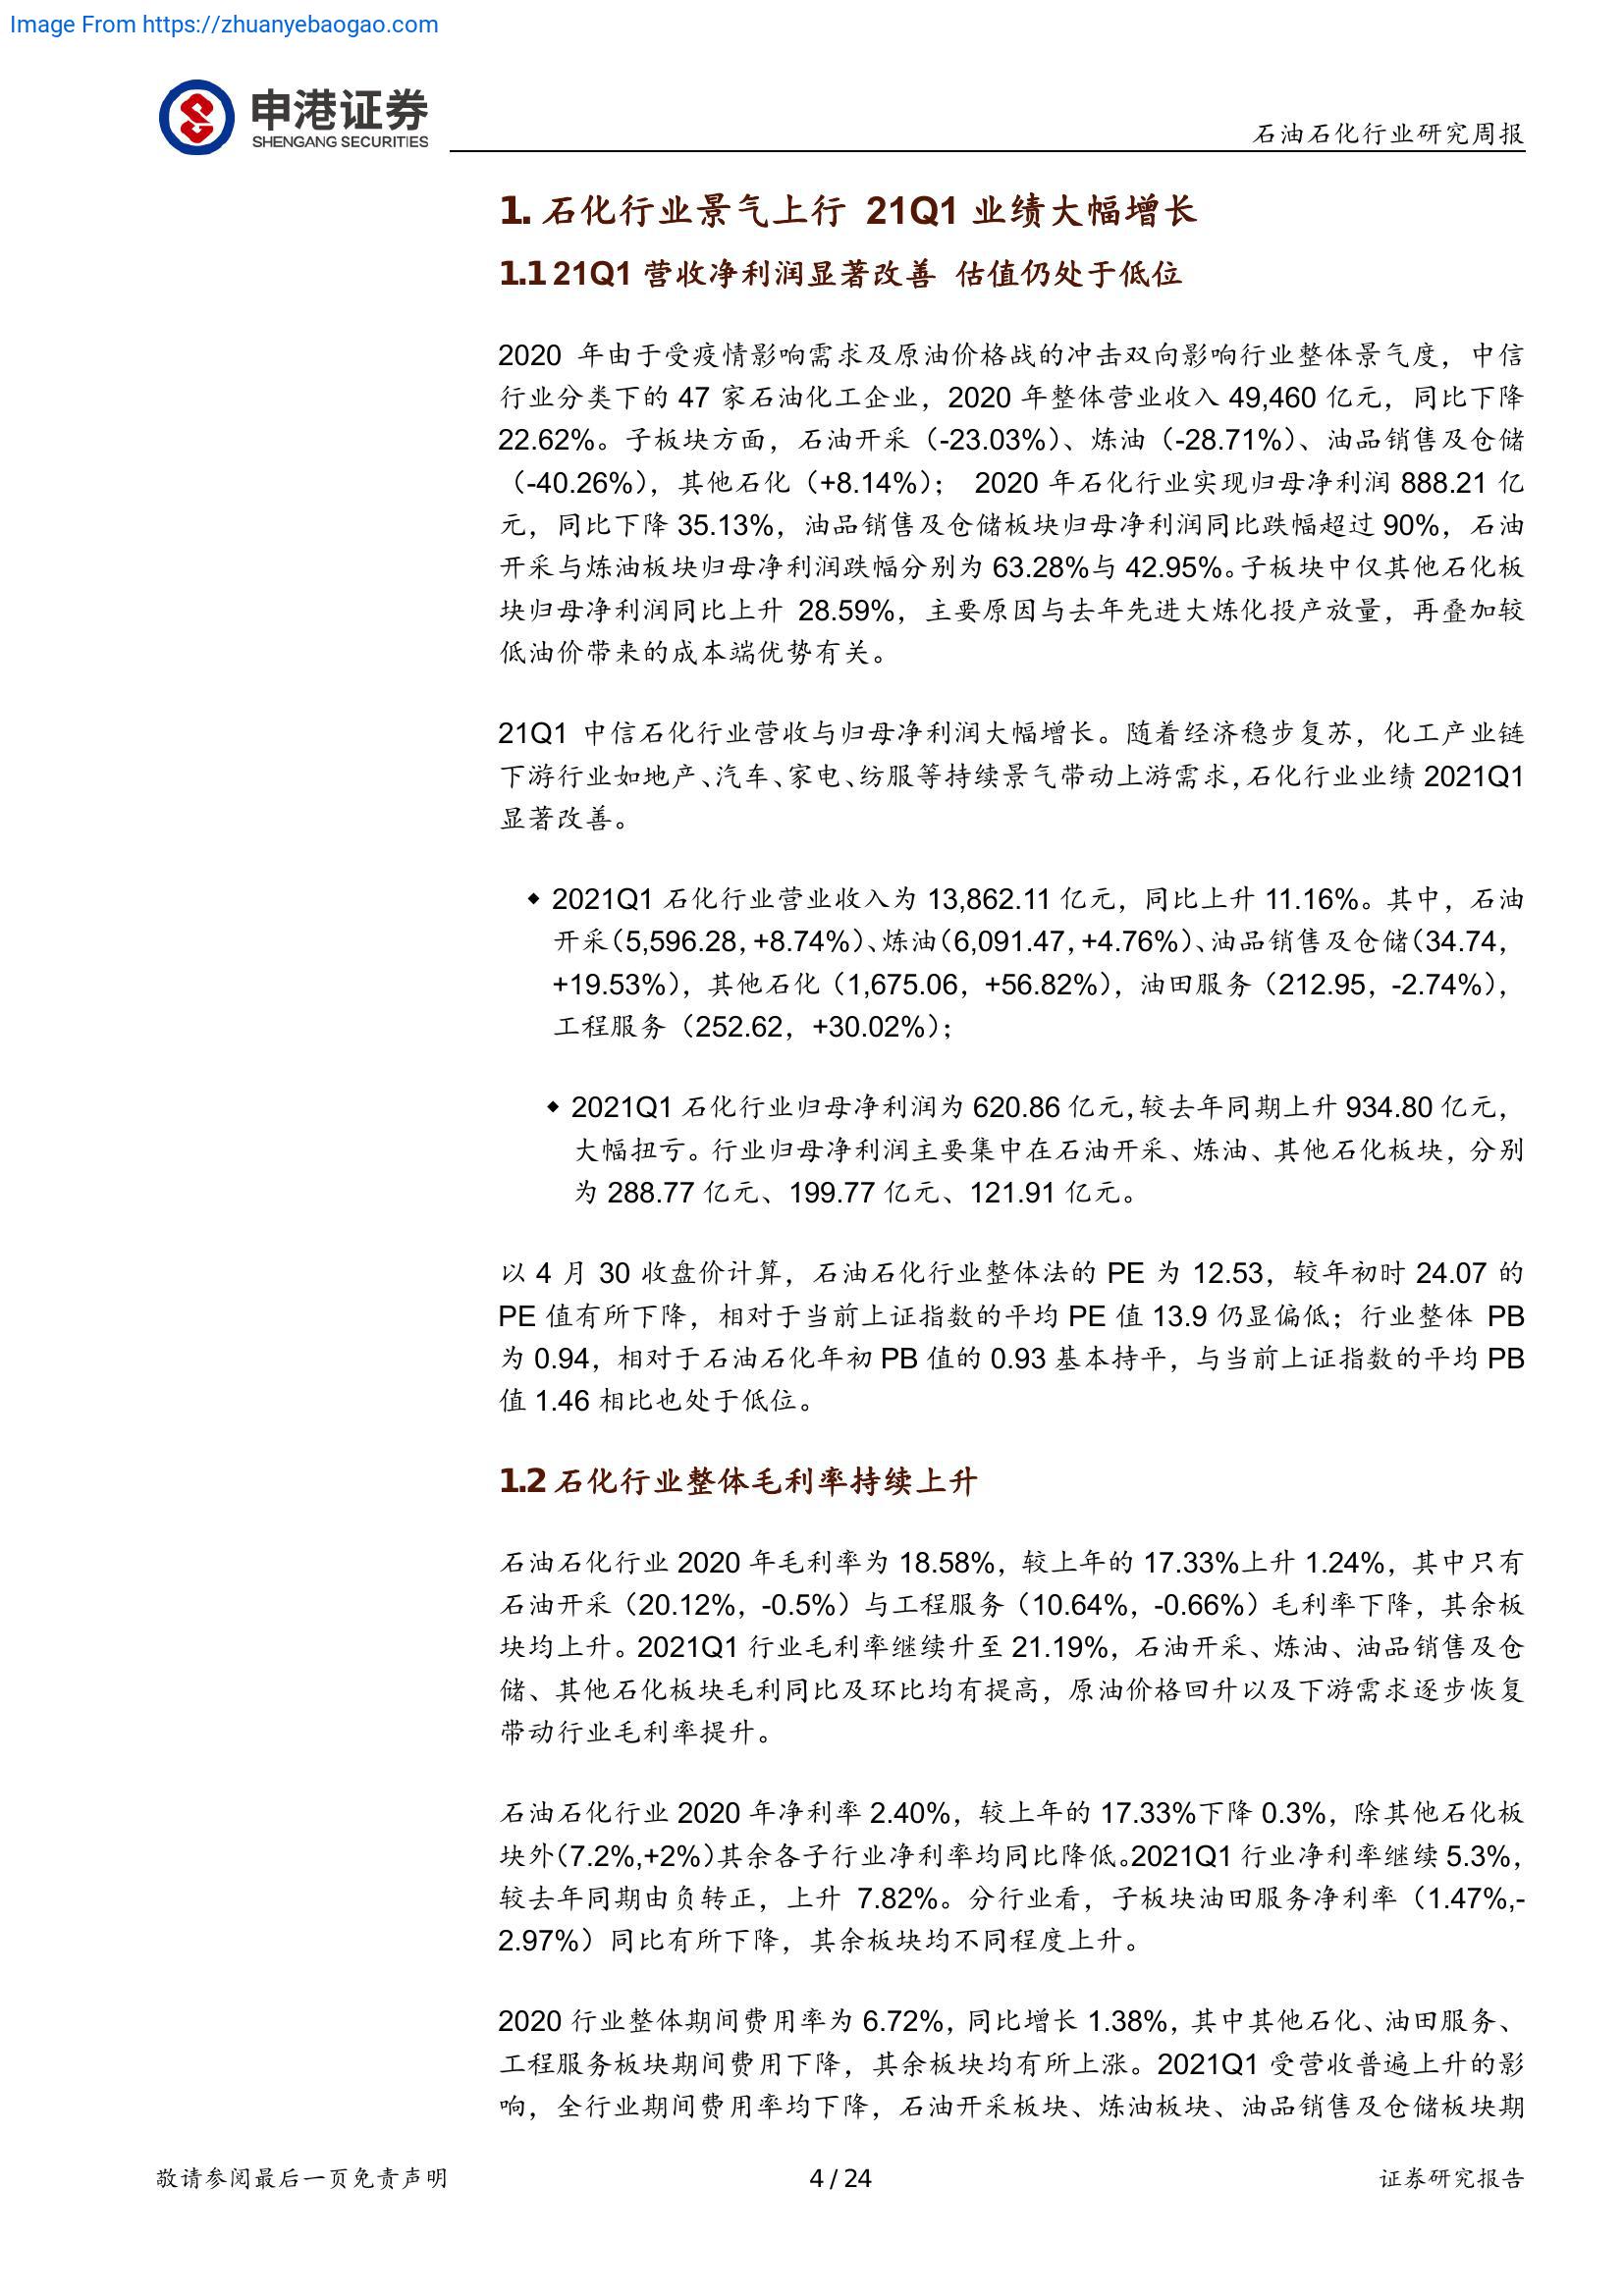 Image From https://zhuanyebaogao.com
申港证券
SHENGANG SECURITIES
石油石化行业研究周报
1. 石化行业景气上行 21Q1 业绩大幅增长
1.1 21Q1 营收净利润显著改善 估值仍处于低位
2020 年由于受疫情影响需求及原油价格战的冲击双向影响行业整体景气度，中信
行业分类下的 47 家石油化工企业，2020 年整体营业收入 49,460 亿元，同比下降
22.62%。子板块方面，石油开采（-23.03%）、炼油（-28.71%）、油品销售及仓储
（-40.26%），其他石化（+8.14%）； 2020 年石化行业实现归母净利润 888.21 亿
元，同比下降 35.13%，油品销售及仓储板块归母净利润同比跌幅超过 90%，石油
开采与炼油板块归母净利润跌幅分别为 63.28%与 42.95%。子板块中仅其他石化板
块归母净利润同比上升 28.59%，主要原因与去年先进大炼化投产放量，再叠加较
低油价带来的成本端优势有关。
21Q1 中信石化行业营收与归母净利润大幅增长。随着经济稳步复苏，化工产业链
下游行业如地产、汽车、家电、纺服等持续景气带动上游需求，石化行业业绩 2021Q1
显著改善。
◆ 2021Q1 石化行业营业收入为 13,862.11 亿元，同比上升 11.16%。其中，石油
开采（5,596.28，+8.74%）、炼油（6,091.47，+4.76%）、油品销售及仓储（34.74，
+19.53%），其他石化（1,675.06，+56.82%），油田服务（212.95，-2.74%），
工程服务（252.62，+30.02%）；
◆ 2021Q1 石化行业归母净利润为 620.86 亿元，较去年同期上升 934.80 亿元，
大幅扭亏。行业归母净利润主要集中在石油开采、炼油、其他石化板块，分别
为 288.77 亿元、199.77 亿元、121.91 亿元。
以 4 月 30 收盘价计算，石油石化行业整体法的 PE 为 12.53，较年初时 24.07 的
PE 值有所下降，相对于当前上证指数的平均 PE 值 13.9 仍显偏低；行业整体 PB
为 0.94，相对于石油石化年初 PB 值的 0.93 基本持平，与当前上证指数的平均 PB
值 1.46 相比也处于低位。
1.2 石化行业整体毛利率持续上升
石油石化行业 2020 年毛利率为 18.58%，较上年的 17.33%上升 1.24%，其中只有
石油开采（20.12%，-0.5%）与工程服务（10.64%，-0.66%）毛利率下降，其余板
块均上升。2021Q1 行业毛利率继续升至 21.19%，石油开采、炼油、油品销售及仓
储、其他石化板块毛利同比及环比均有提高，原油价格回升以及下游需求逐步恢复
带动行业毛利率提升。
石油石化行业 2020 年净利率 2.40%，较上年的 17.33%下降 0.3%，除其他石化板
块外（7.2%,+2%）其余各子行业净利率均同比降低。2021Q1 行业净利率继续 5.3%，
较去年同期由负转正，上升 7.82%。分行业看，子板块油田服务净利率（1.47%,-
2.97%）同比有所下降，其余板块均不同程度上升。
2020 行业整体期间费用率为 6.72%，同比增长 1.38%，其中其他石化、油田服务、
工程服务板块期间费用下降，其余板块均有所上涨。2021Q1 受营收普遍上升的影
响，全行业期间费用率均下降，石油开采板块、炼油板块、油品销售及仓储板块期
敬请参阅最后一页免责声明
4 / 24
证券研究报告